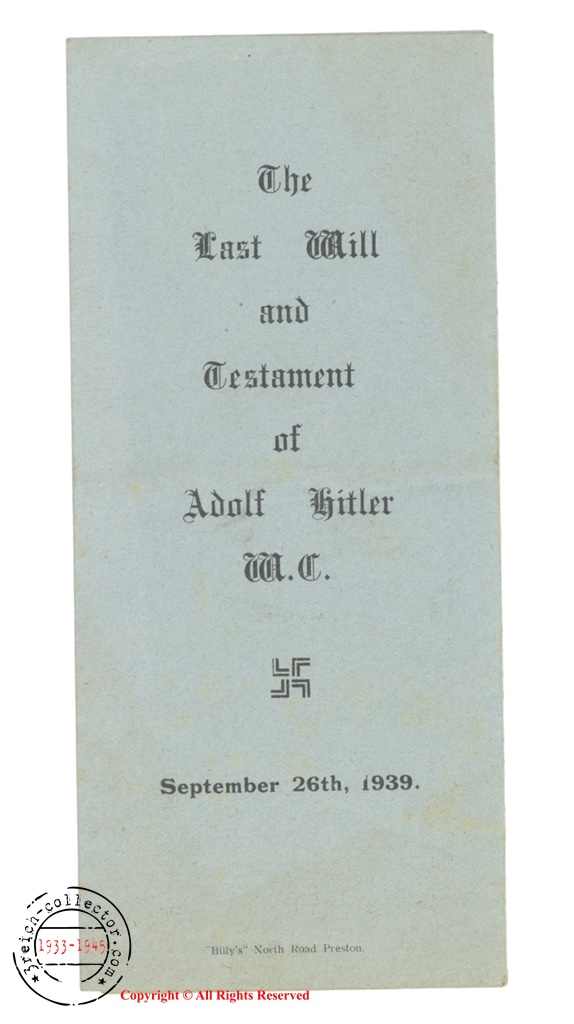 The
Last Will
and
Testament
of
Adolf Hitler
W.C.
September 26th, 1939.
"Billy's" North Road Preston.
3reich-collector.com
1933-1945
Copyright © All Rights Reserved